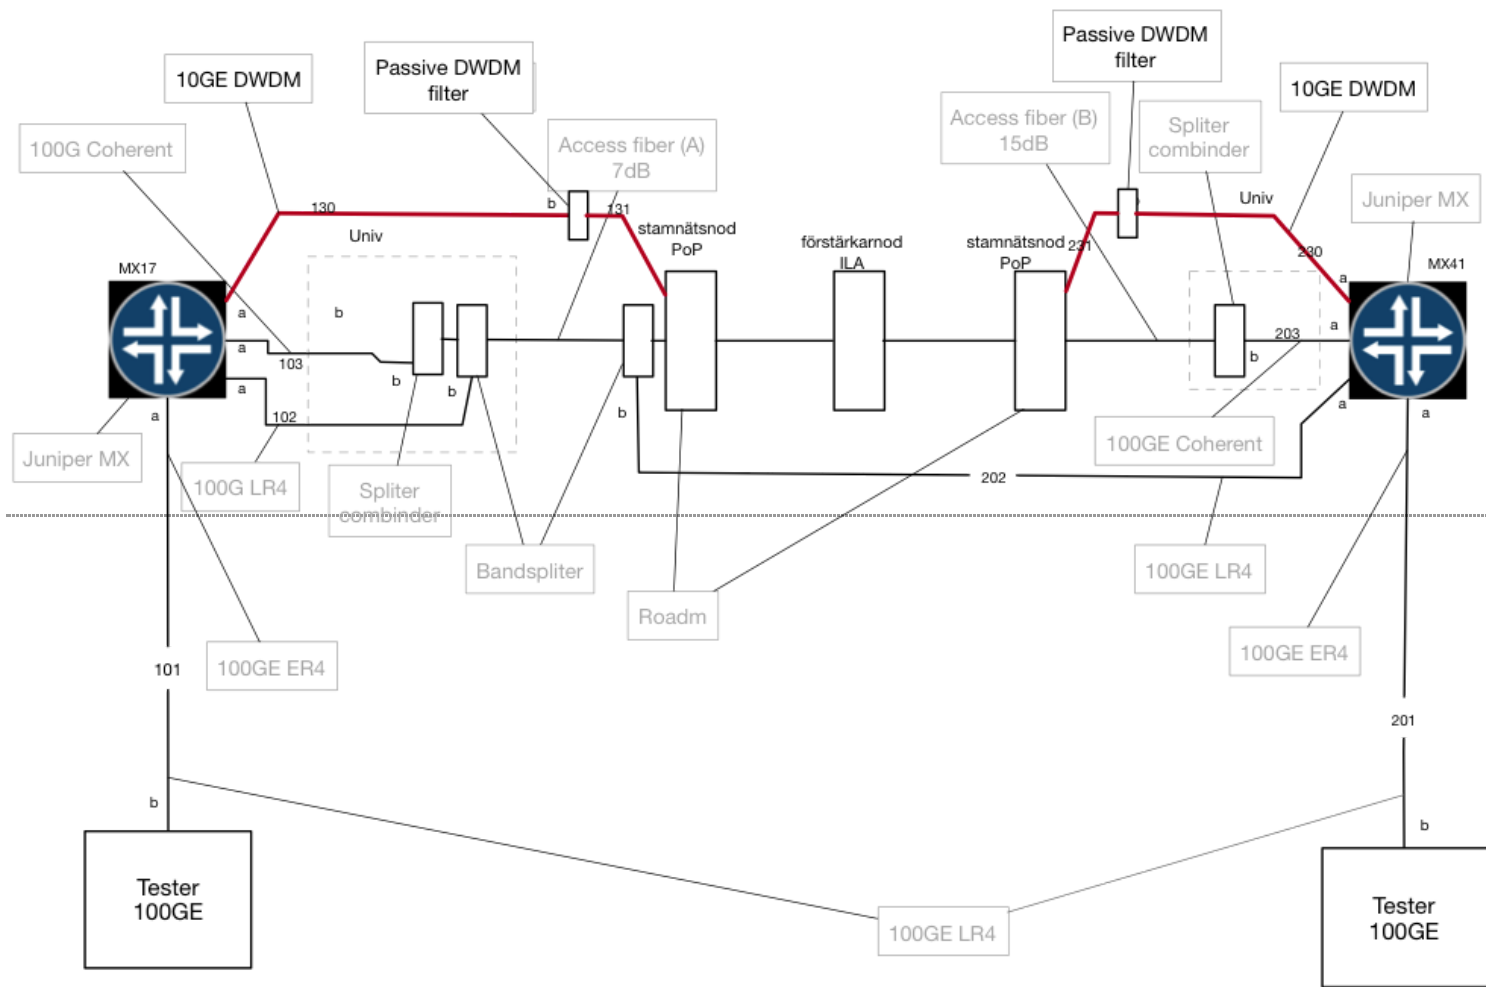 Passive DWDM
filter
10GE DWDM
Passive DWDM
filter
10GE DWDM
Access fiber (B)
15dB
Spliter
combinder
100G Coherent
Access fiber (A)
7dB
Juniper MX
130
b
131
Univ
Univ
stamnätsnod
PoP
förstärkarnod
ILA
stamnätsnod
PoP
231
230
MX17
MX41
a
b
a
a
a
103
b
b
a
102
a
b
203
b
a
a
Juniper MX
100G LR4
Spliter
combinder
100GE Coherent
202
Bandspliter
100GE LR4
Roadm
101
100GE ER4
100GE ER4
201
b
b
Tester
100GE
100GE LR4
Tester
100GE